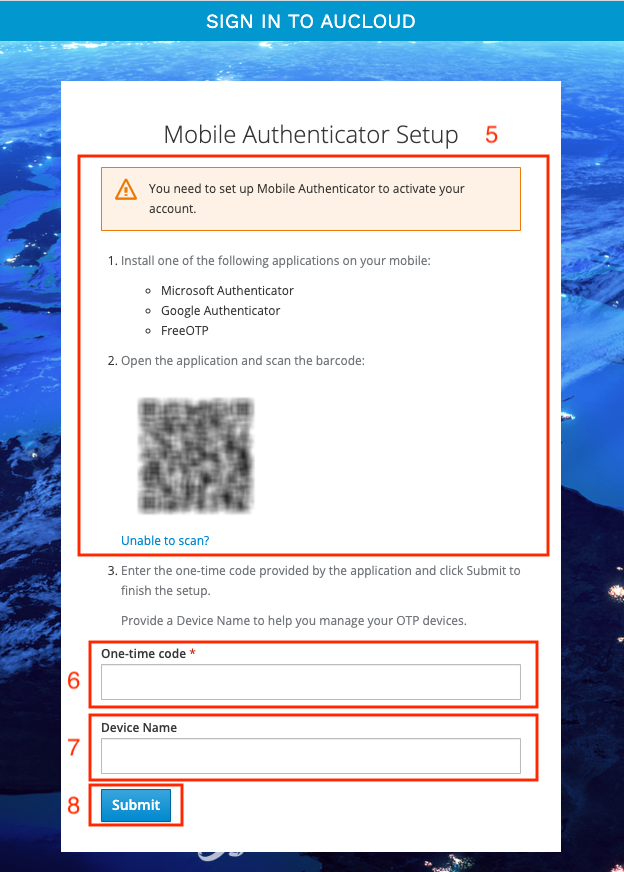 SIGN IN TO AUCLOUD
Mobile Authenticator Setup 5
You need to set up Mobile Authenticator to activate your
account.
1. Install one of the following applications on your mobile:
Microsoft Authenticator
Google Authenticator
FreeOTP
2. Open the application and scan the barcode:
Unable to scan?
3. Enter the one-time code provided by the application and click Submit to
finish the setup.
Provide a Device Name to help you manage your OTP devices.
One-time code *
6
Device Name
7
8 Submit